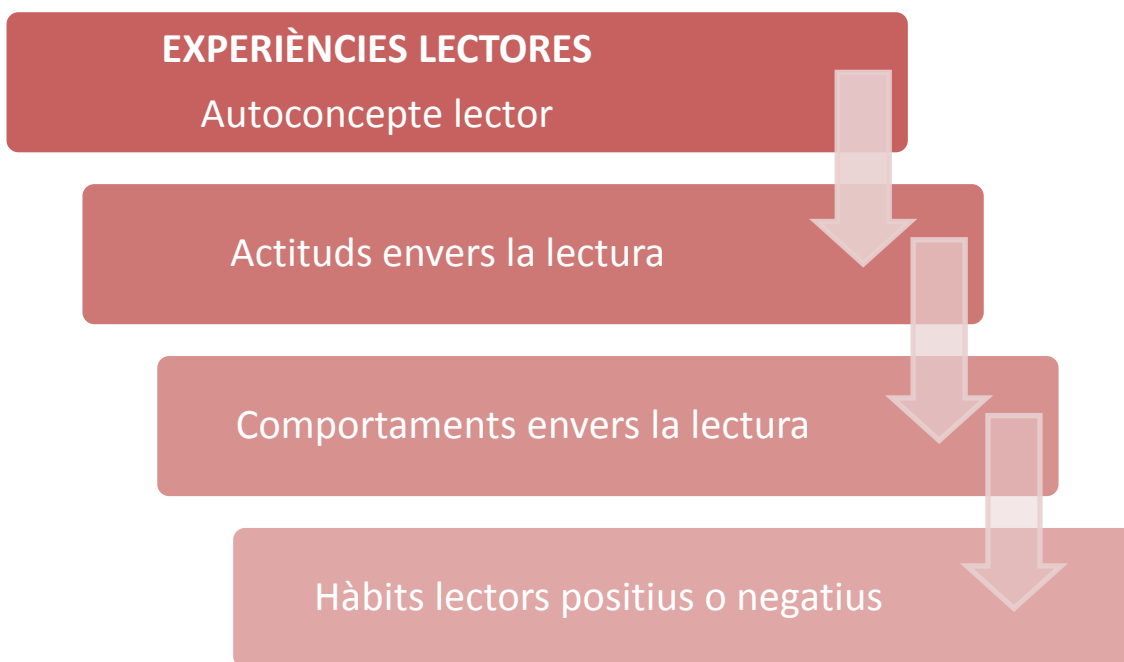 EXPERIÈNCIES LECTORES
Autoconcepte lector
Actituds envers la lectura
Comportaments envers la lectura
Hàbits lectors positius o negatius